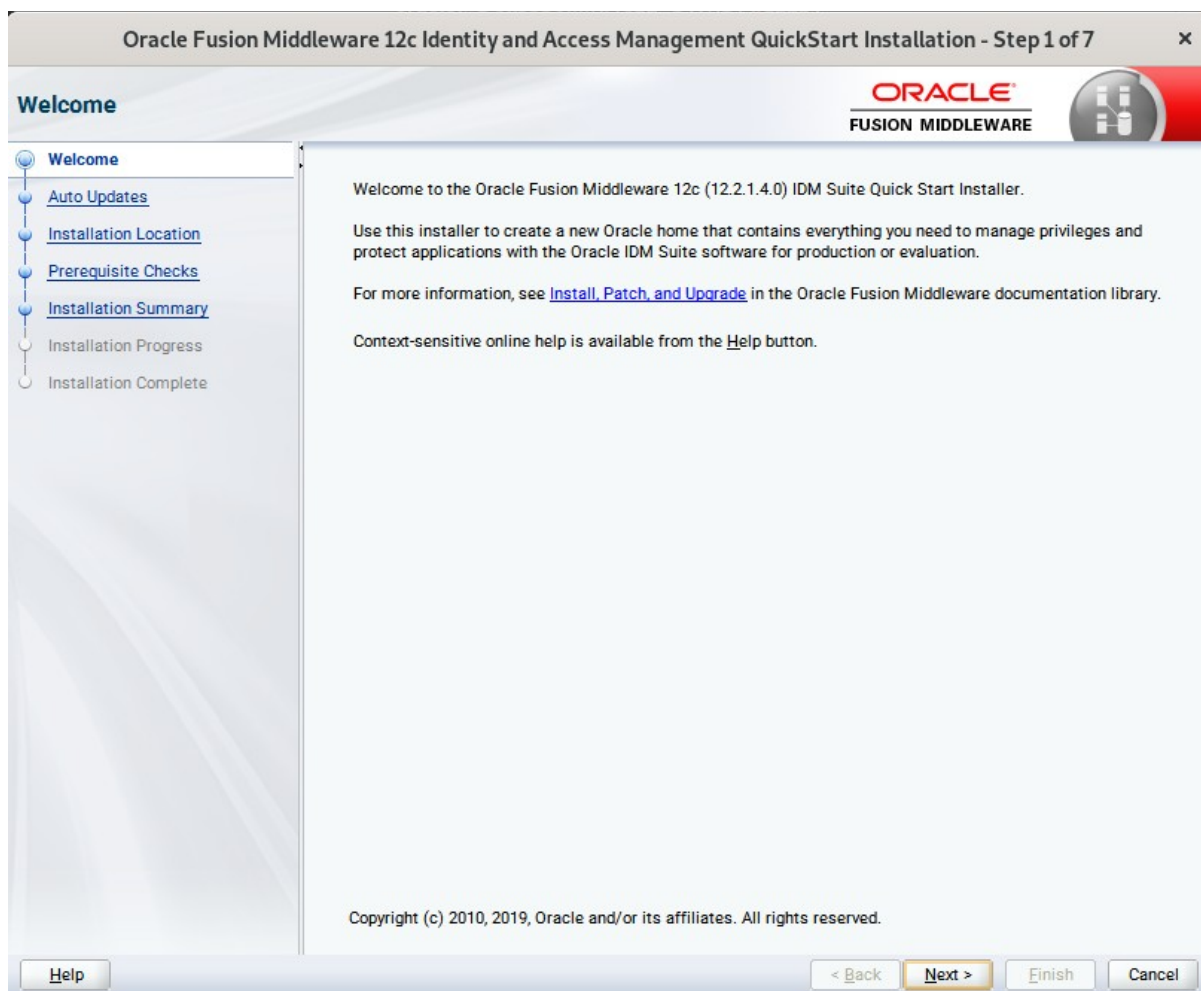 Oracle Fusion Middleware 12c Identity and Access Management QuickStart Installation - Step 1 of 7
×
Welcome
ORACLE
FUSION MIDDLEWARE
Welcome
Auto Updates
Installation Location
Prerequisite Checks
Installation Summary
Installation Progress
Installation Complete
Welcome to the Oracle Fusion Middleware 12c (12.2.1.4.0) IDM Suite Quick Start Installer.
Use this installer to create a new Oracle home that contains everything you need to manage privileges and
protect applications with the Oracle IDM Suite software for production or evaluation.
For more information, see Install, Patch, and Upgrade in the Oracle Fusion Middleware documentation library.
Context-sensitive online help is available from the Help button.
Copyright (c) 2010, 2019, Oracle and/or its affiliates. All rights reserved.
Help
< Back
Next >
Finish
Cancel